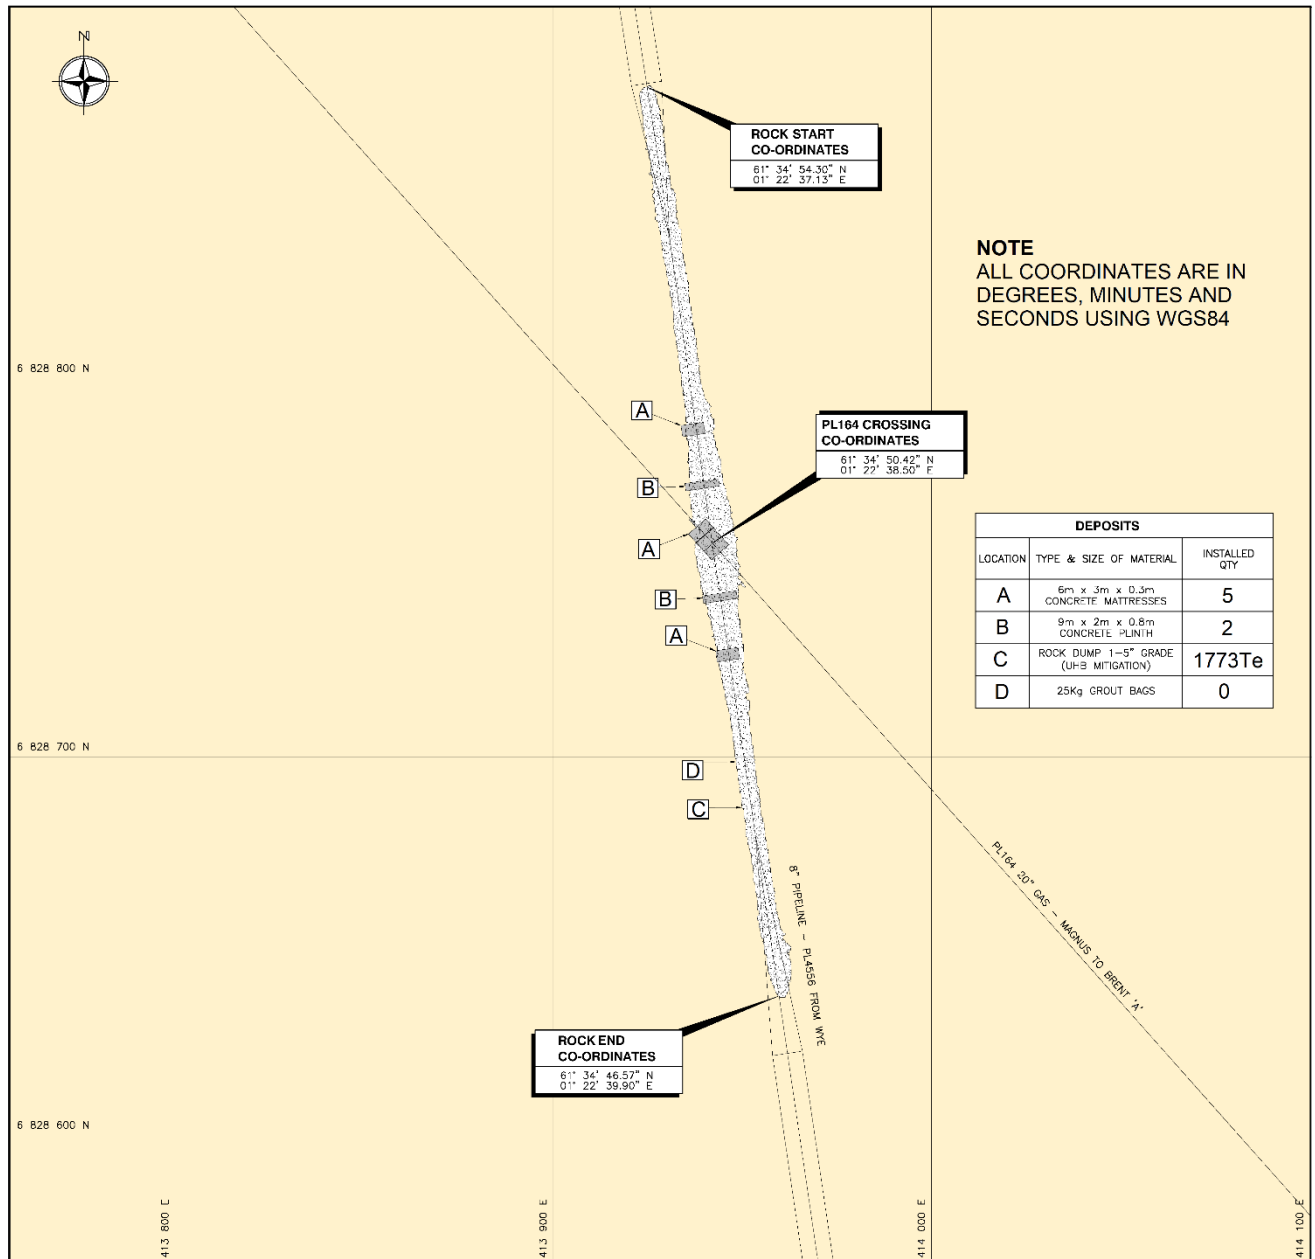 N
ROCK START
CO-ORDINATES
61° 34' 54.30" N
01° 22' 37.13" E
NOTE
ALL COORDINATES ARE IN
DEGREES, MINUTES AND
SECONDS USING WGS84
6 828 800 N
A
PL164 CROSSING
CO-ORDINATES
61° 34' 50.42" N
01° 22' 38.50" E
B
A
B
A
DEPOSITS
LOCATION TYPE & SIZE OF MATERIAL INSTALLED QTY
A 6m x 3m x 0.3m CONCRETE MATTRESSES 5
B 9m x 2m x 0.8m CONCRETE PLINTH 2
C ROCK DUMP 1-5" GRADE (UHB MITIGATION) 1773Te
D 25Kg GROUT BAGS 0
6 828 700 N
D
C
8" PIPELINE - PL4556 FROM WYE
PL164 20" GAS - MAGNUS TO BRENT 'A'
ROCK END
CO-ORDINATES
61° 34' 46.57" N
01° 22' 39.90" E
6 828 600 N
413 800 E
413 900 E
414 000 E
414 100 E